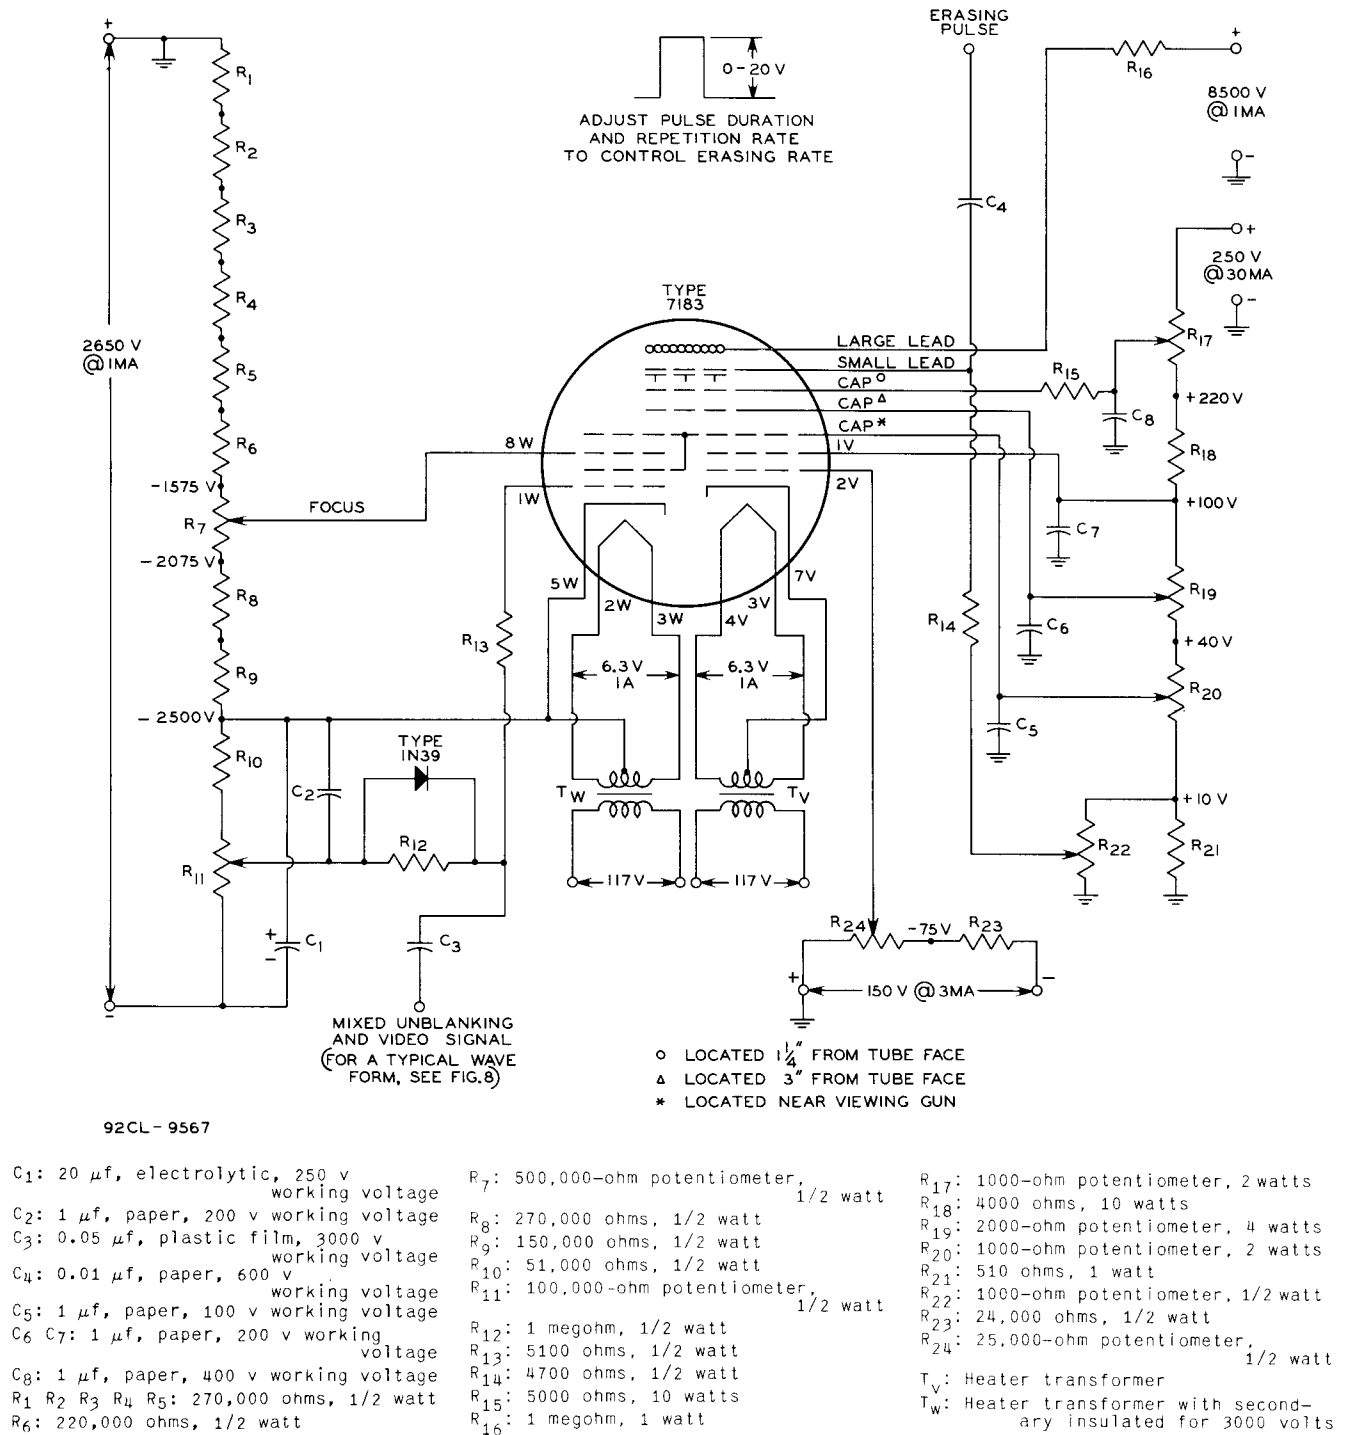 ERASING
PULSE
+
+
R1
0-20 V
R16
8500 V
@ 1MA
ADJUST PULSE DURATION
AND REPETITION RATE
TO CONTROL ERASING RATE
R2
-
C4
R3
+
250 V
@ 30MA
R4
TYPE
7183
-
2650 V
@ 1MA
LARGE LEAD
R17
SMALL LEAD
R5
R15
CAP○
+220V
CAP△
C8
CAP*
R6
8W
1V
R18
-1575 V
1W
2V
+100V
FOCUS
R7
C7
-2075 V
5W
7V
R8
2W
3V
R19
3W
4V
R14
C6
R13
+40V
R9
6.3V
1A
6.3V
1A
R20
-2500V
C5
R10
TYPE
IN39
C2
TW
TV
+10V
R12
R22
R21
R11
117V
117V
R24
-75V
R23
+
C1
-
C3
+
150 V @ 3MA
-
-
MIXED UNBLANKING
AND VIDEO SIGNAL
(FOR A TYPICAL WAVE
FORM, SEE FIG.8)
○ LOCATED 1 1/4" FROM TUBE FACE
△ LOCATED 3" FROM TUBE FACE
* LOCATED NEAR VIEWING GUN
92CL-9567
C1: 20 μf, electrolytic, 250 v
working voltage
C2: 1 μf, paper, 200 v working voltage
C3: 0.05 μf, plastic film, 3000 v
working voltage
C4: 0.01 μf, paper, 600 v
working voltage
C5: 1 μf, paper, 100 v working voltage
C6 C7: 1 μf, paper, 200 v working
voltage
C8: 1 μf, paper, 400 v working voltage
R1 R2 R3 R4 R5: 270,000 ohms, 1/2 watt
R6: 220,000 ohms, 1/2 watt
R7: 500,000-ohm potentiometer,
1/2 watt
R8: 270,000 ohms, 1/2 watt
R9: 150,000 ohms, 1/2 watt
R10: 51,000 ohms, 1/2 watt
R11: 100,000-ohm potentiometer,
1/2 watt
R12: 1 megohm, 1/2 watt
R13: 5100 ohms, 1/2 watt
R14: 4700 ohms, 1/2 watt
R15: 5000 ohms, 10 watts
R16: 1 megohm, 1 watt
R17: 1000-ohm potentiometer, 2 watts
R18: 4000 ohms, 10 watts
R19: 2000-ohm potentiometer, 4 watts
R20: 1000-ohm potentiometer, 2 watts
R21: 510 ohms, 1 watt
R22: 1000-ohm potentiometer, 1/2 watt
R23: 24,000 ohms, 1/2 watt
R24: 25,000-ohm potentiometer,
1/2 watt
Tv: Heater transformer
Tw: Heater transformer with second-
ary insulated for 3000 volts